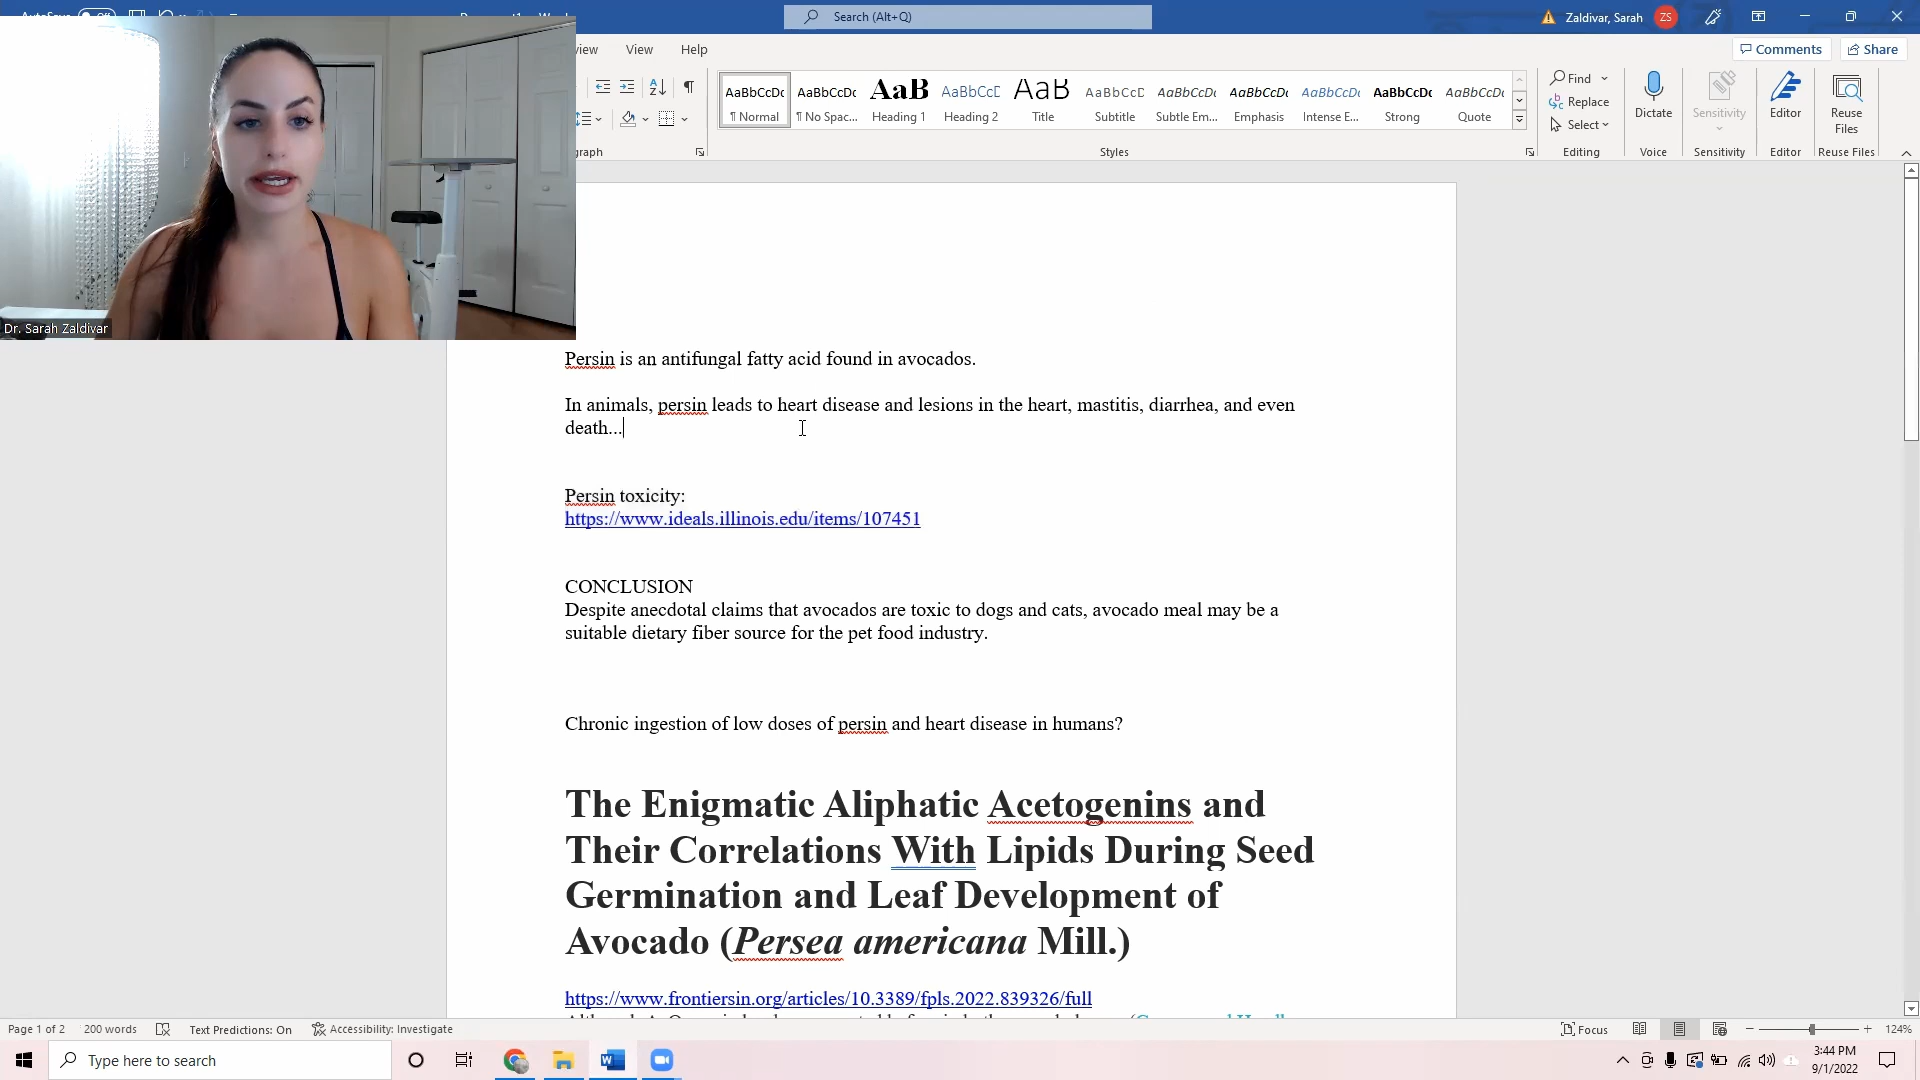 Search (Alt+Q)
Zaldivar, Sarah
ZS
View
Help
Comments
Share
AaBbCcDc
AaBbCcDc
AaB
AaBbCcC
AaB
AaBbCcD
AaBbCcDc
AaBbCcDc
AaBbCcDc
AaBbCcDc
AaBbCcDc
¶ Normal
¶ No Spac...
Heading 1
Heading 2
Title
Subtitle
Subtle Em...
Emphasis
Intense E...
Strong
Quote
Find
Replace
Select
Dictate
Sensitivity
Editor
Reuse
Files
Styles
Editing
Voice
Sensitivity
Editor
Reuse Files
Dr. Sarah Zaldivar
Persin is an antifungal fatty acid found in avocados.
In animals, persin leads to heart disease and lesions in the heart, mastitis, diarrhea, and even
death...
Persin toxicity:
https://www.ideals.illinois.edu/items/107451
CONCLUSION
Despite anecdotal claims that avocados are toxic to dogs and cats, avocado meal may be a
suitable dietary fiber source for the pet food industry.
Chronic ingestion of low doses of persin and heart disease in humans?
The Enigmatic Aliphatic Acetogenins and
Their Correlations With Lipids During Seed
Germination and Leaf Development of
Avocado (Persea americana Mill.)
https://www.frontiersin.org/articles/10.3389/fpls.2022.839326/full
Page 1 of 2
200 words
Text Predictions: On
Accessibility: Investigate
Focus
124%
Type here to search
3:44 PM
9/1/2022